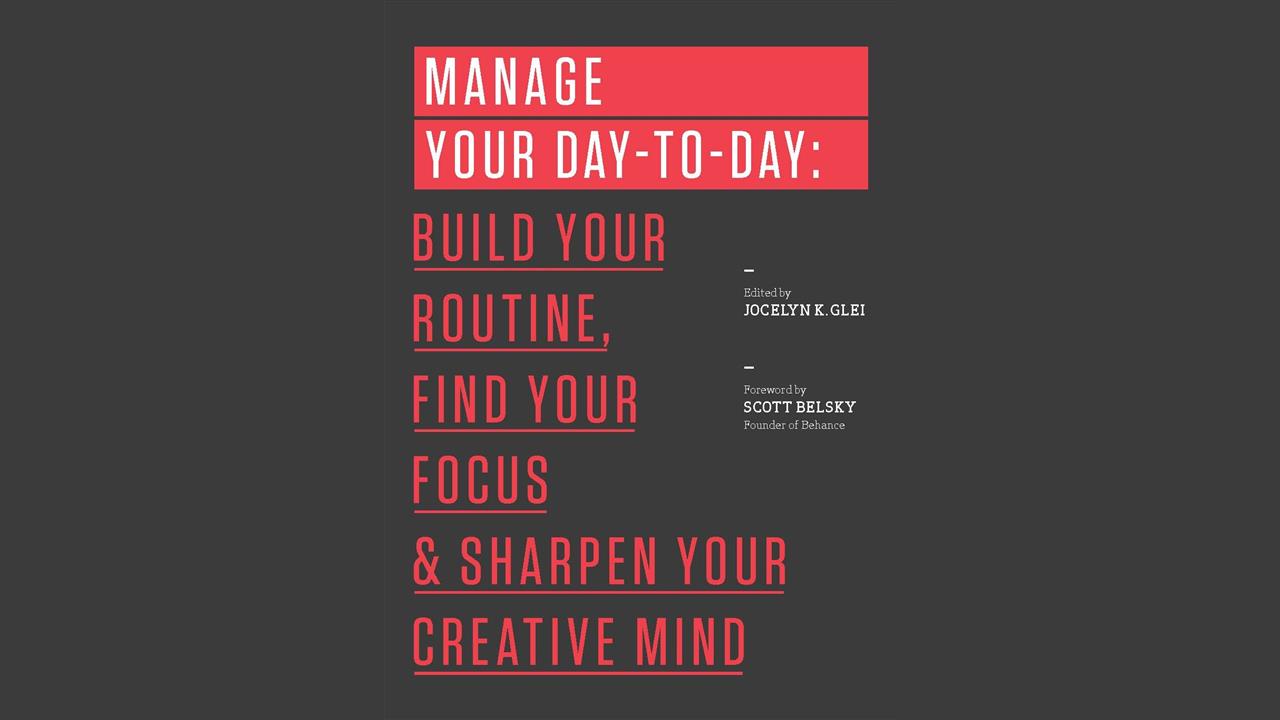 MANAGE
YOUR DAY-TO-DAY:
BUILD YOUR
ROUTINE,
FIND YOUR
FOCUS
& SHARPEN YOUR
CREATIVE MIND
Edited by
JOCELYN K. GLEI
Foreword by
SCOTT BELSKY
Founder of Behance